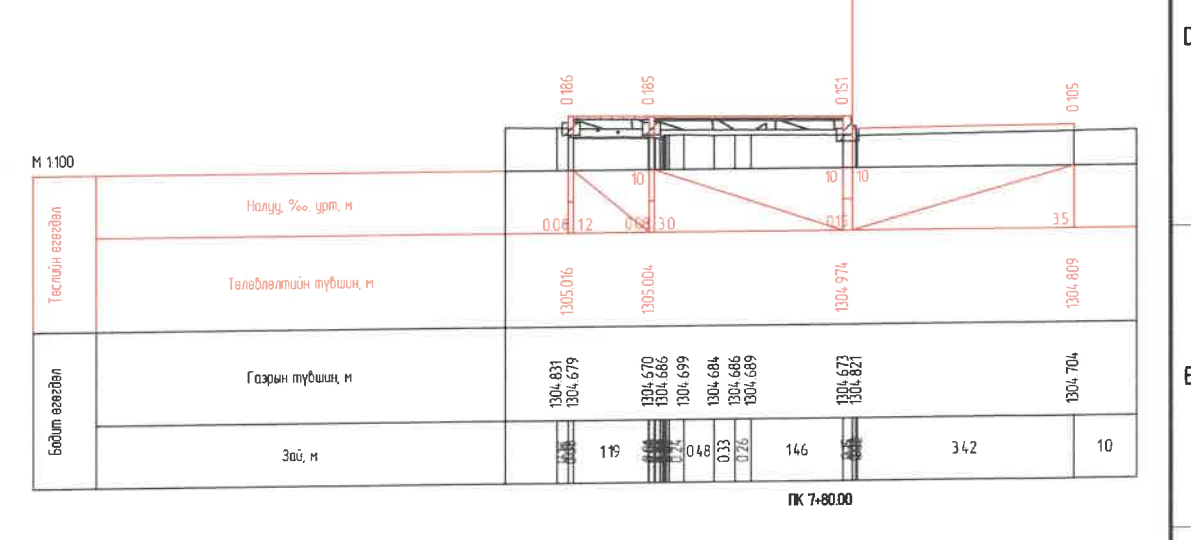 0.186 0.185 0.151 0.105
М 1:100
10 10 10
Төслийн өгөгдөл
Налуу, ‰, урт, м
0.06 1.2 0.08 3.0 0.15 3.5
Төлөвлөлтийн түвшин, м
1305.016 1305.004 1304.974 1304.809
Бодит өгөгдөл
Газрын түвшин, м
1304.831 1304.679 1304.670 1304.686 1304.699 1304.684 1304.686 1304.689 1304.673 1304.821 1304.704
Зай, м
1.19 0.24 0.48 0.33 0.26 1.46 3.42 1.0
ПК 7+80.00